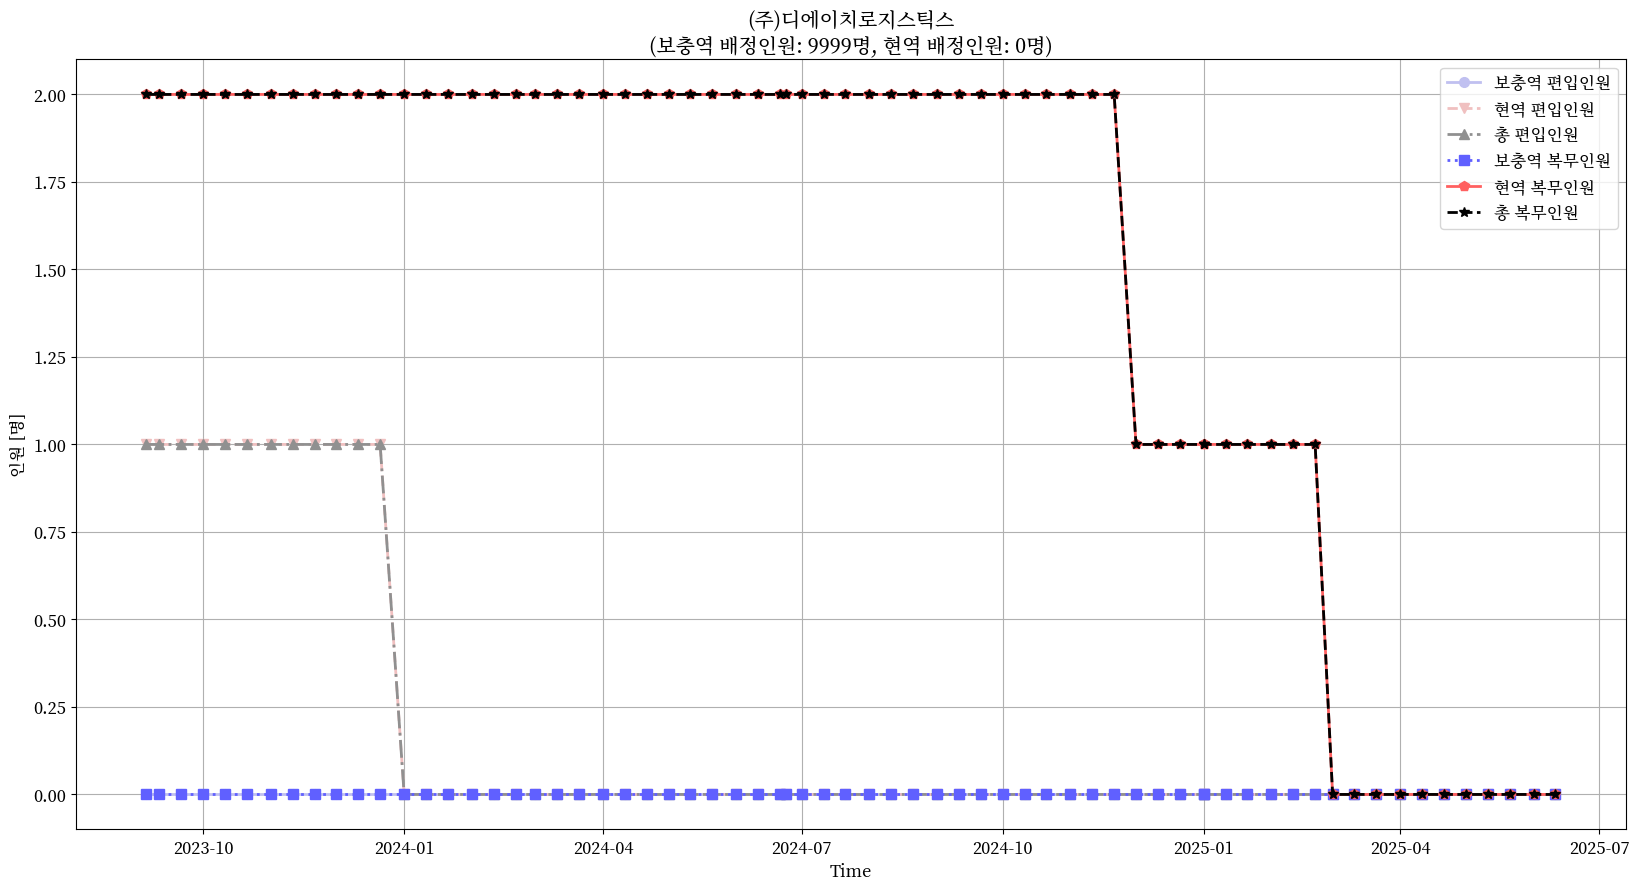 (주)디에이치로지스틱스
(보충역 배정인원: 9999명, 현역 배정인원: 0명)
보충역 편입인원
현역 편입인원
총 편입인원
보충역 복무인원
현역 복무인원
총 복무인원
인원 [명]
2.00
1.75
1.50
1.25
1.00
0.75
0.50
0.25
0.00
2023-10
2024-01
2024-04
2024-07
2024-10
2025-01
2025-04
2025-07
Time